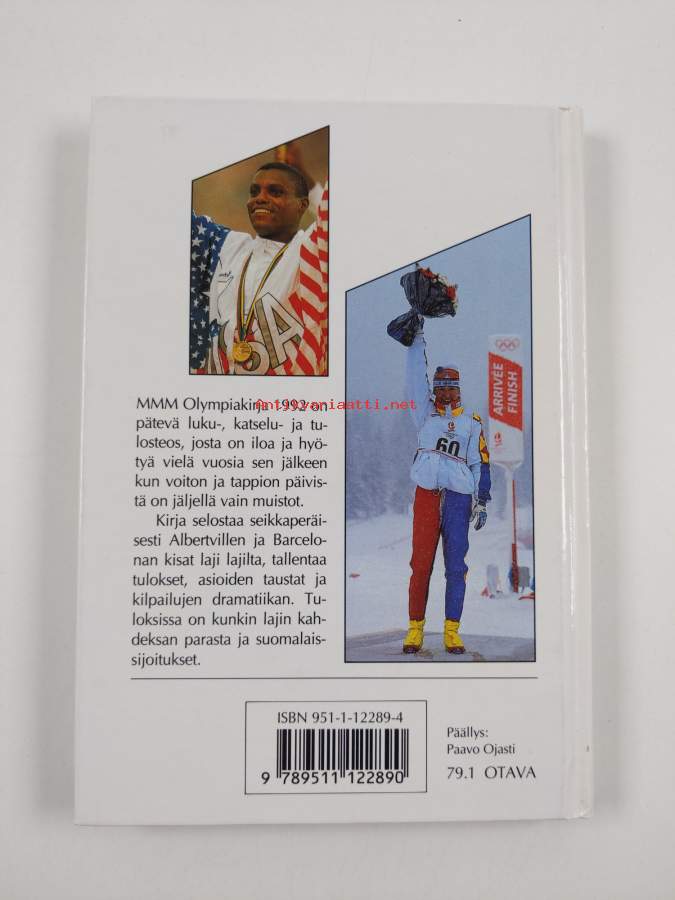 USA
ARRIVÉE
FINISH
60
MMM Olympiakirja 1992 on
pätevä luku-, katselu- ja tu-
losteos, josta on iloa ja hyö-
tyä vielä vuosia sen jälkeen
kun voiton ja tappion päivis-
tä on jäljellä vain muistot.
Kirja selostaa seikkaperäi-
sesti Albertvillen ja Barcelo-
nan kisat laji lajilta, tallentaa
tulokset, asioiden taustat ja
kilpailujen dramatiikan. Tu-
loksissa on kunkin lajin kah-
deksan parasta ja suomalais-
sijoitukset.
antikvariaatti.net
ISBN 951-1-12289-4
9 789511 122890
Päällys:
Paavo Ojasti
79.1 OTAVA